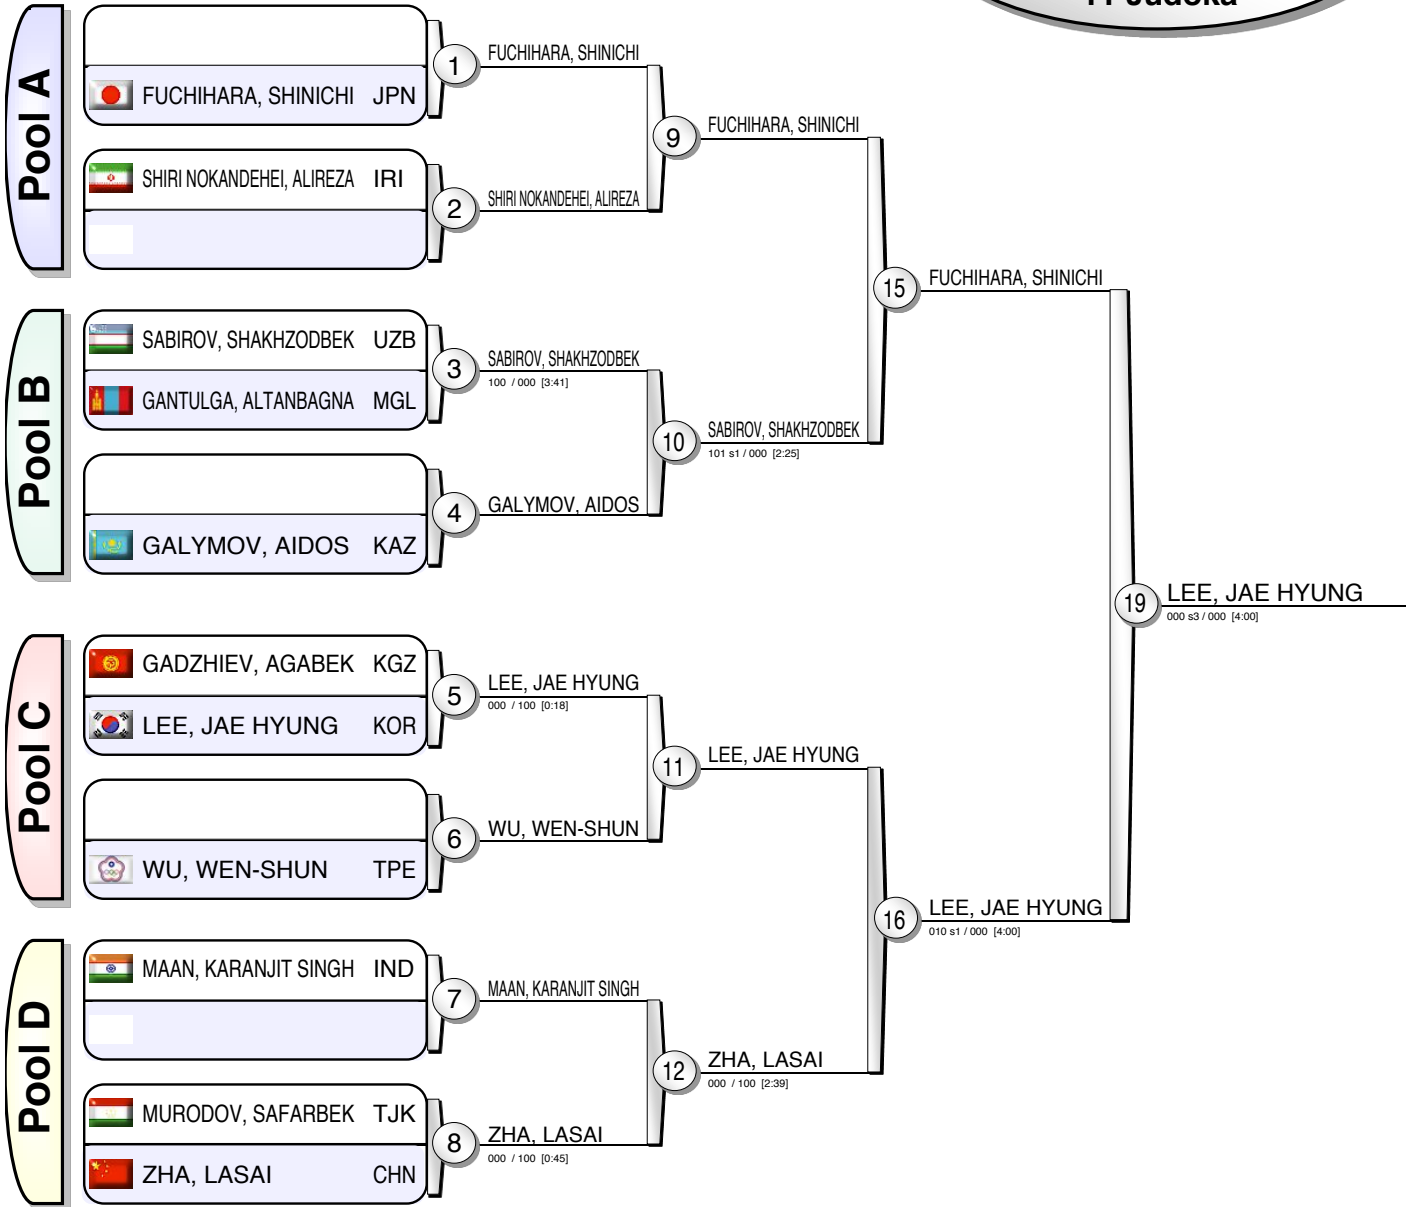 11 Judoka
Pool A
FUCHIHARA, SHINICHI JPN
1
FUCHIHARA, SHINICHI
SHIRI NOKANDEHEI, ALIREZA IRI
2
SHIRI NOKANDEHEI, ALIREZA
9
FUCHIHARA, SHINICHI
Pool B
SABIROV, SHAKHZODBEK UZB
GANTULGA, ALTANBAGNA MGL
3
SABIROV, SHAKHZODBEK
100 / 000 [3:41]
GALYMOV, AIDOS KAZ
4
GALYMOV, AIDOS
10
SABIROV, SHAKHZODBEK
101 s1 / 000 [2:25]
15
FUCHIHARA, SHINICHI
Pool C
GADZHIEV, AGABEK KGZ
LEE, JAE HYUNG KOR
5
LEE, JAE HYUNG
000 / 100 [0:18]
WU, WEN-SHUN TPE
6
WU, WEN-SHUN
11
LEE, JAE HYUNG
Pool D
MAAN, KARANJIT SINGH IND
7
MAAN, KARANJIT SINGH
MURODOV, SAFARBEK TJK
ZHA, LASAI CHN
8
ZHA, LASAI
000 / 100 [0:45]
12
ZHA, LASAI
000 / 100 [2:39]
16
LEE, JAE HYUNG
010 s1 / 000 [4:00]
19
LEE, JAE HYUNG
000 s3 / 000 [4:00]